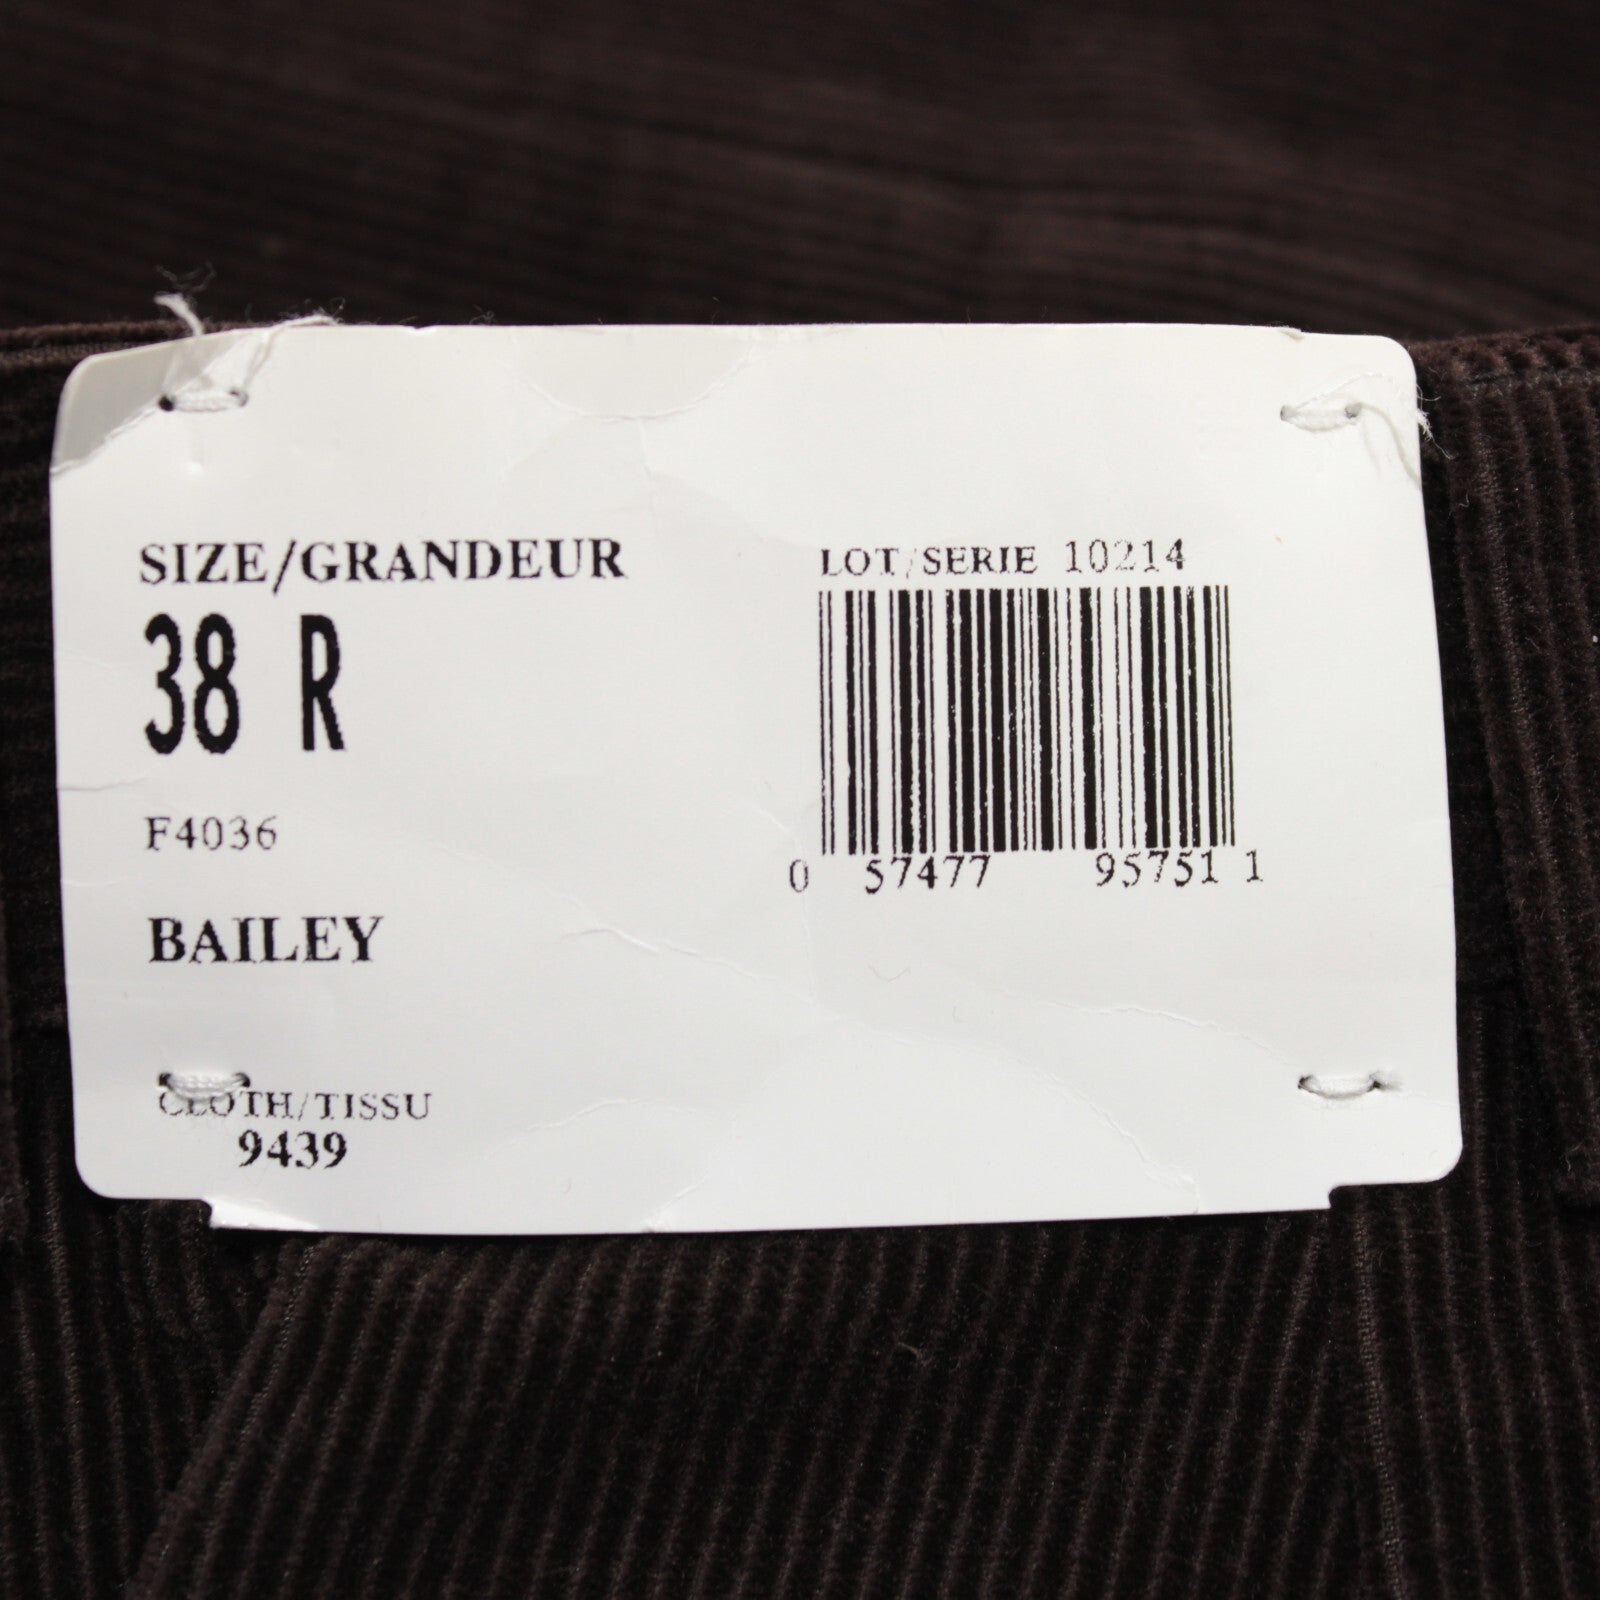 SIZE/GRANDEUR
38 R
F4036
BAILEY
CLOTH/TISSU
9439
LOT/SERIE 10214
0 57477 95751 1